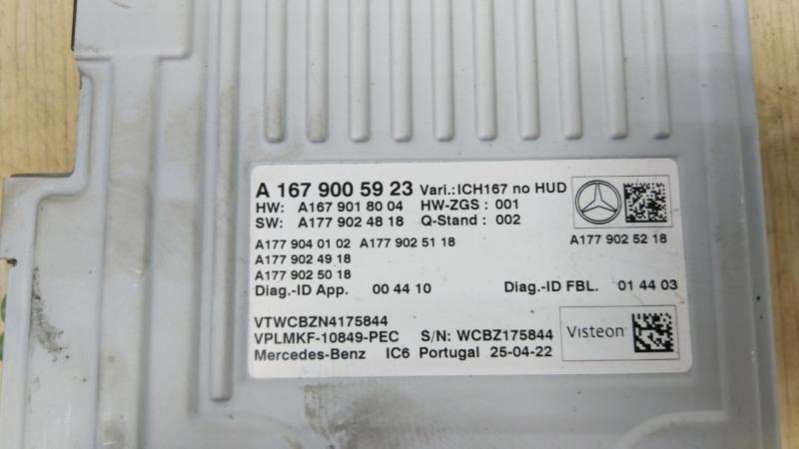 A 167 900 59 23 Vari.:ICH167 no HUD
HW: A167 901 80 04 HW-ZGS : 001
SW: A177 902 48 18 Q-Stand : 002
A177 904 01 02 A177 902 51 18 A177 902 52 18
A177 902 49 18
A177 902 50 18
Diag.-ID App. 00 44 10 Diag.-ID FBL. 01 44 03
VTWCBZN4175844
VPLMKF-10849-PEC S/N: WCBZ175844 Visteon
Mercedes-Benz IC6 Portugal 25-04-22